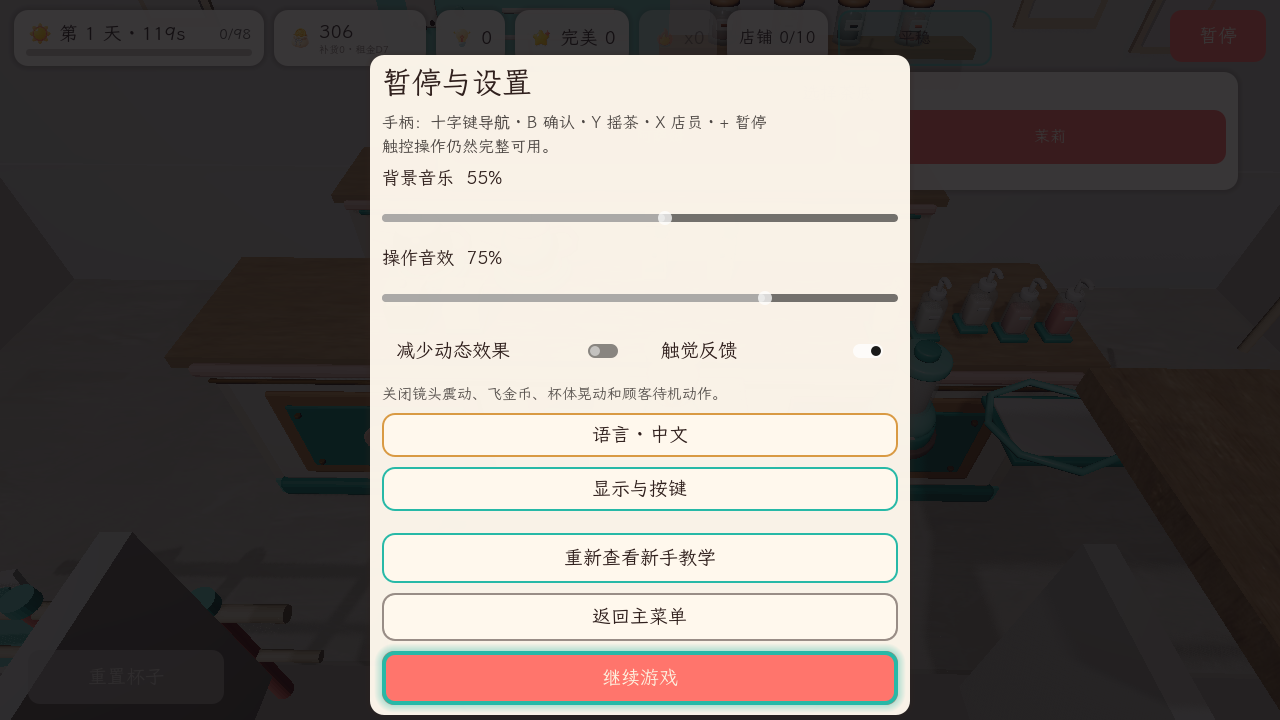 第 1 天·119s
0/98
306
0
完美 0
x0
店铺 0/10
平稳
暂停
茉莉
暂停与设置
手柄: 十字键导航·B 确认·Y 摇茶·X 店员·+ 暂停
触控操作仍然完整可用。
背景音乐 55%
操作音效 75%
减少动态效果
触觉反馈
关闭镜头震动、飞金币、杯体晃动和顾客待机动作。
语言·中文
显示与按键
重新查看新手教学
返回主菜单
继续游戏
重置杯子